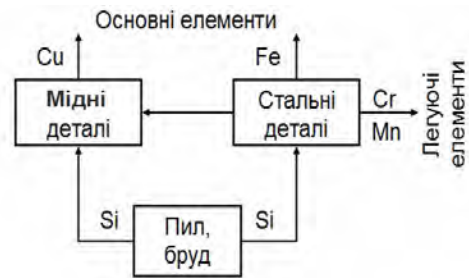 Основні елементи
Cu
Fe
Мідні
деталі
Стальні
деталі
Cr
Mn
Легуючі
елементи
Si
Пил,
бруд
Si